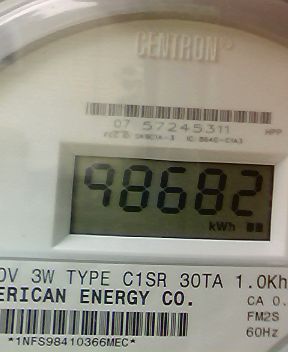 CENTRON®
07 57245311 HPP
98682
kWh
0V 3W TYPE C1SR 30TA 1.0Kh
ERICAN ENERGY CO. CA 0.
FM2S
60Hz
*1NFS98410366MEC*